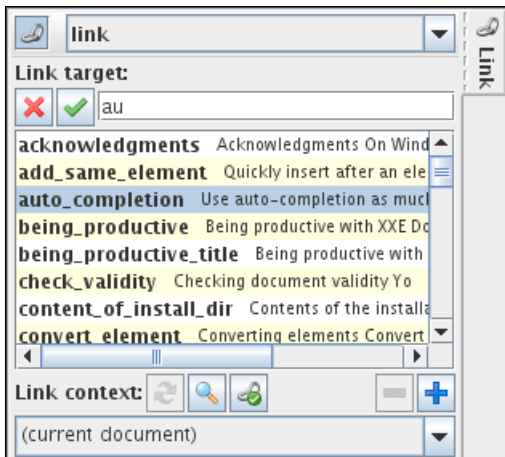 link
Link
Link target:
au
acknowledgments Acknowledgments On Wind
add_same_element Quickly insert after an ele
auto_completion Use auto-completion as much
being_productive Being productive with XXE Do
being_productive_title Being productive with
check_validity Checking document validity Yo
content_of_install_dir Contents of the installa
convert_element Converting elements Convert
Link context:
(current document)